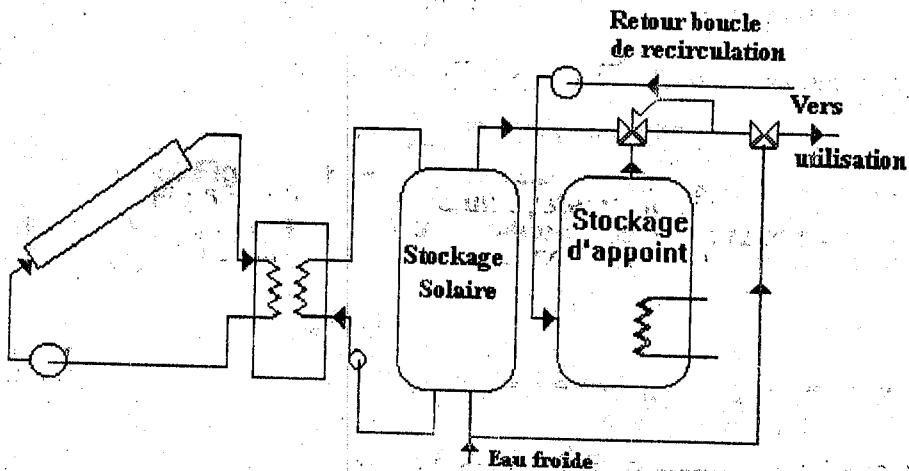 Retour boucle
de recirculation
Vers
utilisation
Stockage
Solaire
Stockage
d'appoint
Eau froide